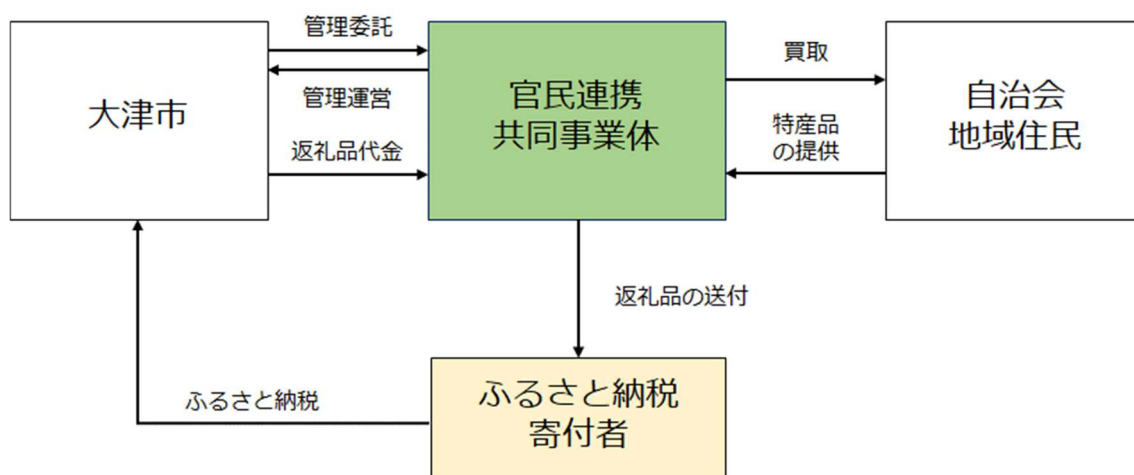 管理委託
大津市
管理運営
返礼品代金
官民連携
共同事業体
買取
特産品
の提供
自治会
地域住民
返礼品の送付
ふるさと納税
ふるさと納税
寄付者